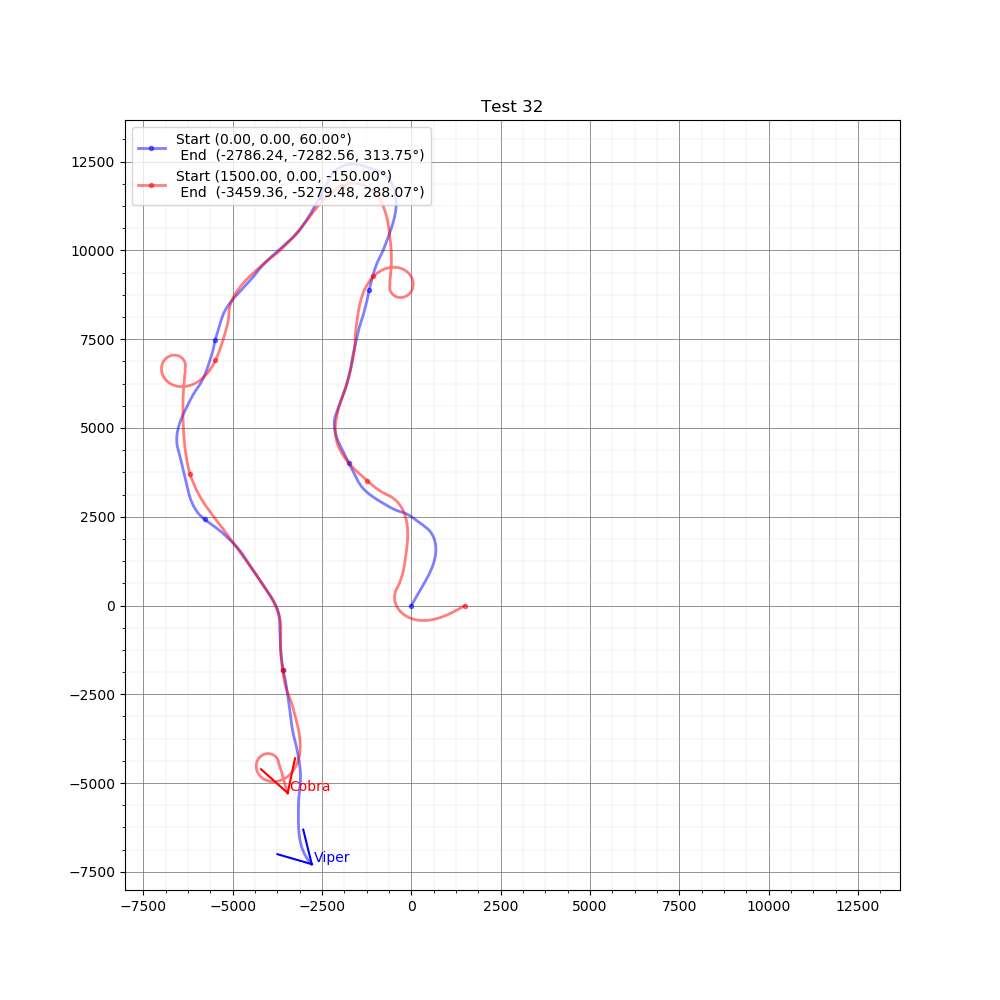 Test 32
Start (0.00, 0.00, 60.00°)
End (-2786.24, -7282.56, 313.75°)
Start (1500.00, 0.00, -150.00°)
End (-3459.36, -5279.48, 288.07°)
12500
10000
7500
5000
2500
0
−2500
−5000
−7500
Cobra
Viper
−7500 −5000 −2500 0 2500 5000 7500 10000 12500